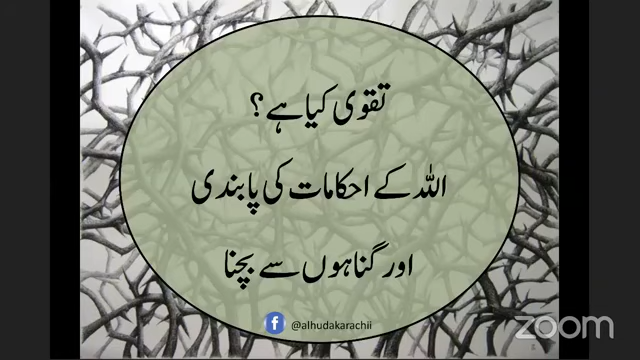 تقوی کیا ہے؟
اللہ کے احکامات کی پابندی
اور گناہوں سے بچنا
@alhudakarachii
zoom